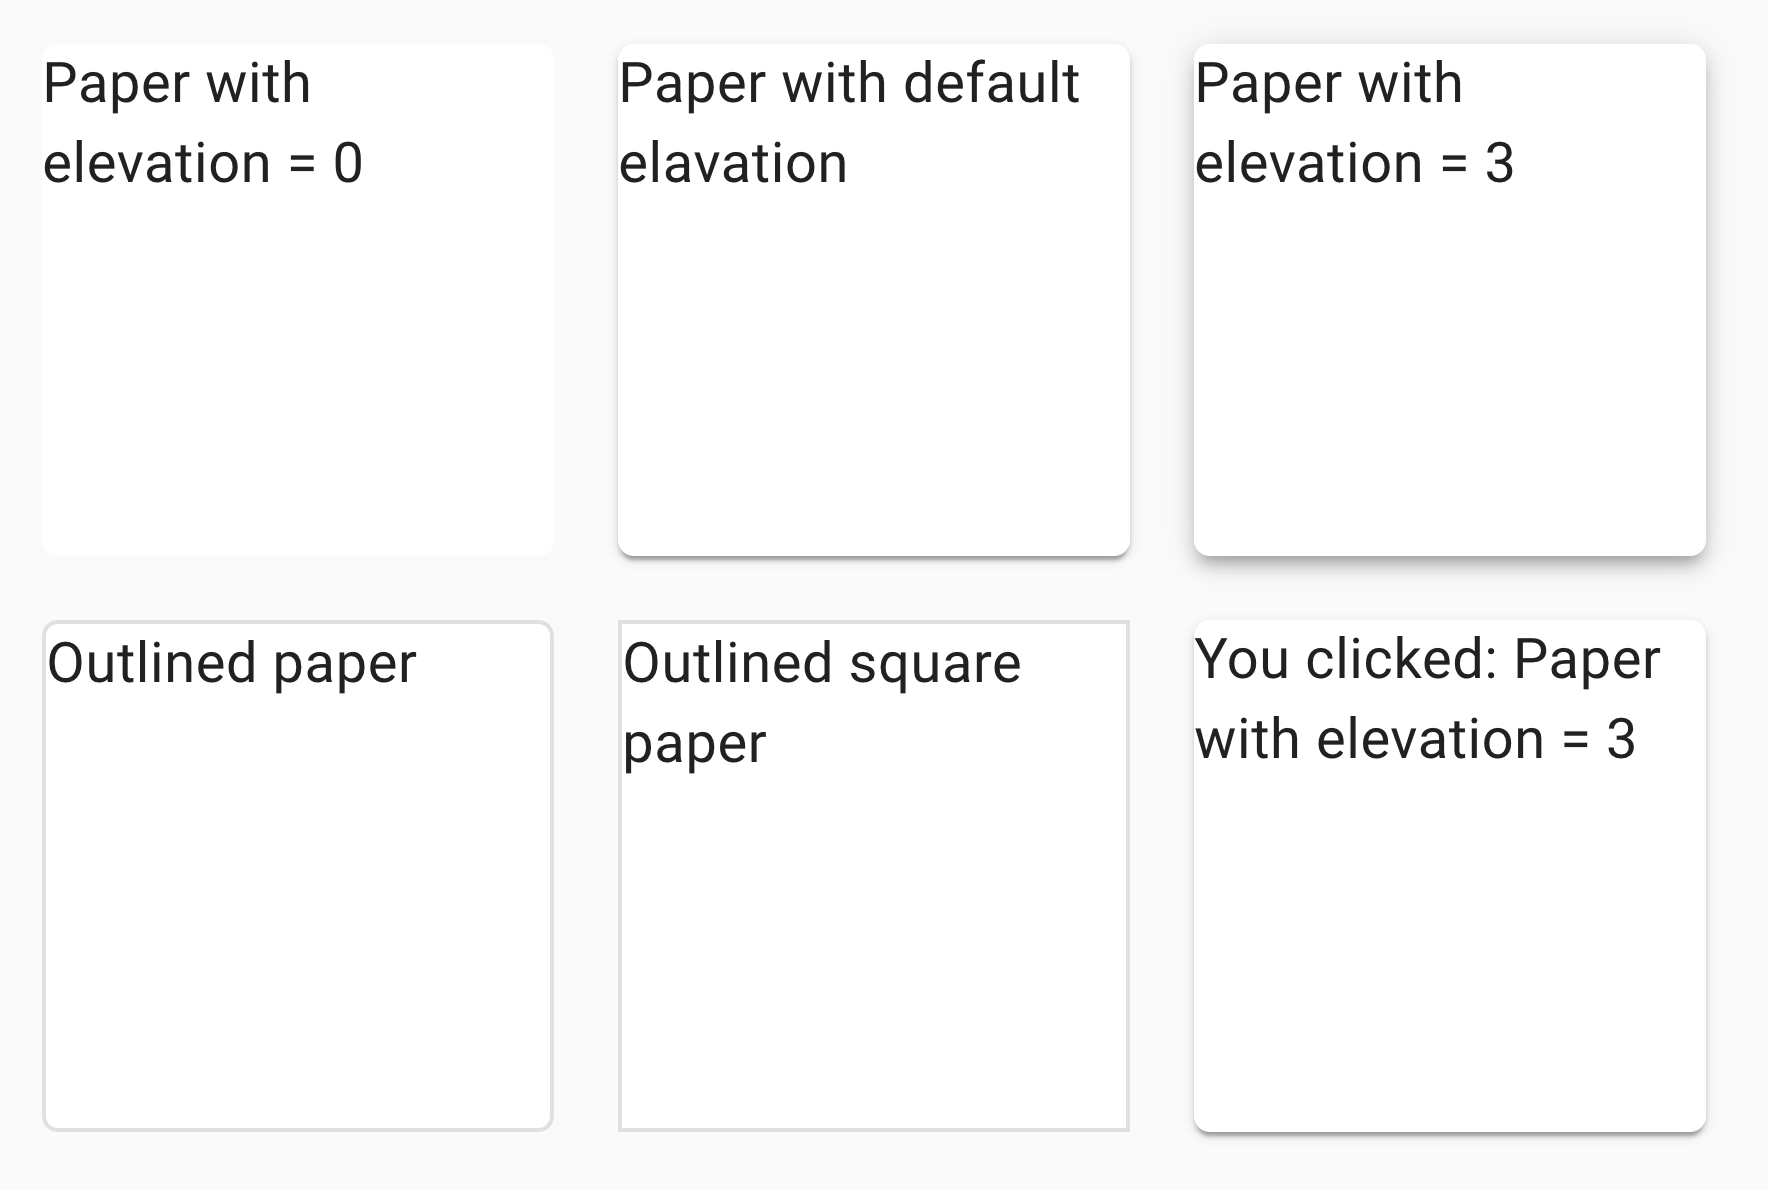 Paper with
elevation = 0
Paper with default
elavation
Paper with
elevation = 3
Outlined paper
Outlined square
paper
You clicked: Paper
with elevation = 3